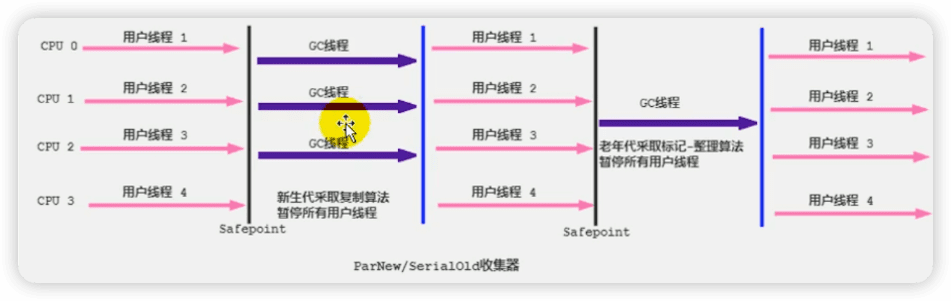 CPU 0
用户线程 1
GC线程
用户线程 1
用户线程 1
CPU 1
用户线程 2
GC线程
用户线程 2
GC线程
用户线程 2
CPU 2
用户线程 3
GC线程
用户线程 3
老年代采取标记-整理算法
暂停所有用户线程
用户线程 3
CPU 3
用户线程 4
新生代采取复制算法
暂停所有用户线程
用户线程 4
用户线程 4
Safepoint
Safepoint
ParNew/SerialOld收集器